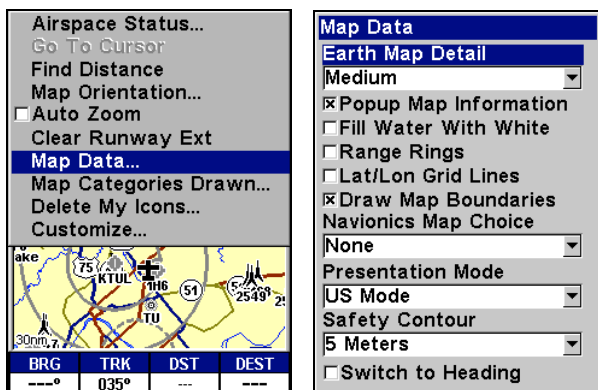 Airspace Status...
Go To Cursor
Find Distance
Map Orientation...
Auto Zoom
Clear Runway Ext
Map Data...
Map Categories Drawn...
Delete My Icons...
Customize...
ake
75
KTUL
1H6
51
2549
TU
30nm
BRG TRK DST DEST
---° 035° --- ---
Map Data
Earth Map Detail
Medium
Popup Map Information
Fill Water With White
Range Rings
Lat/Lon Grid Lines
Draw Map Boundaries
Navionics Map Choice
None
Presentation Mode
US Mode
Safety Contour
5 Meters
Switch to Heading